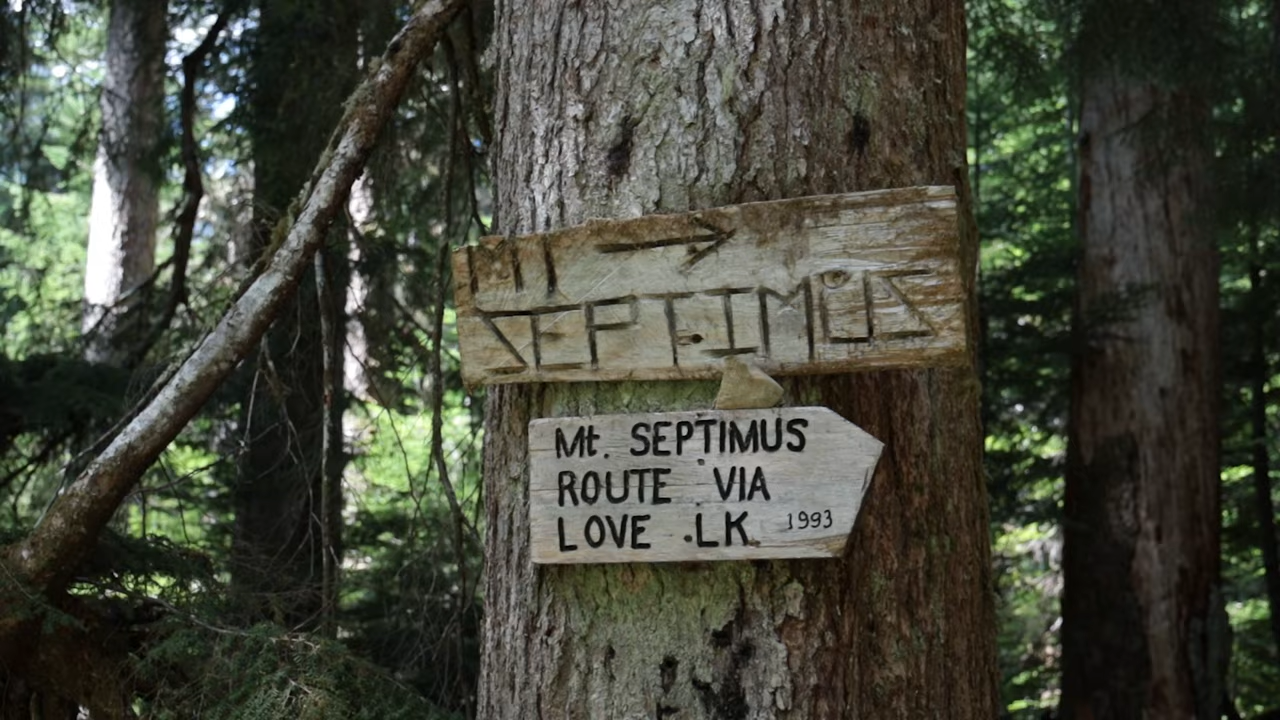 MT →
SEPTIMUS
Mt. SEPTIMUS
ROUTE VIA
LOVE LK 1993